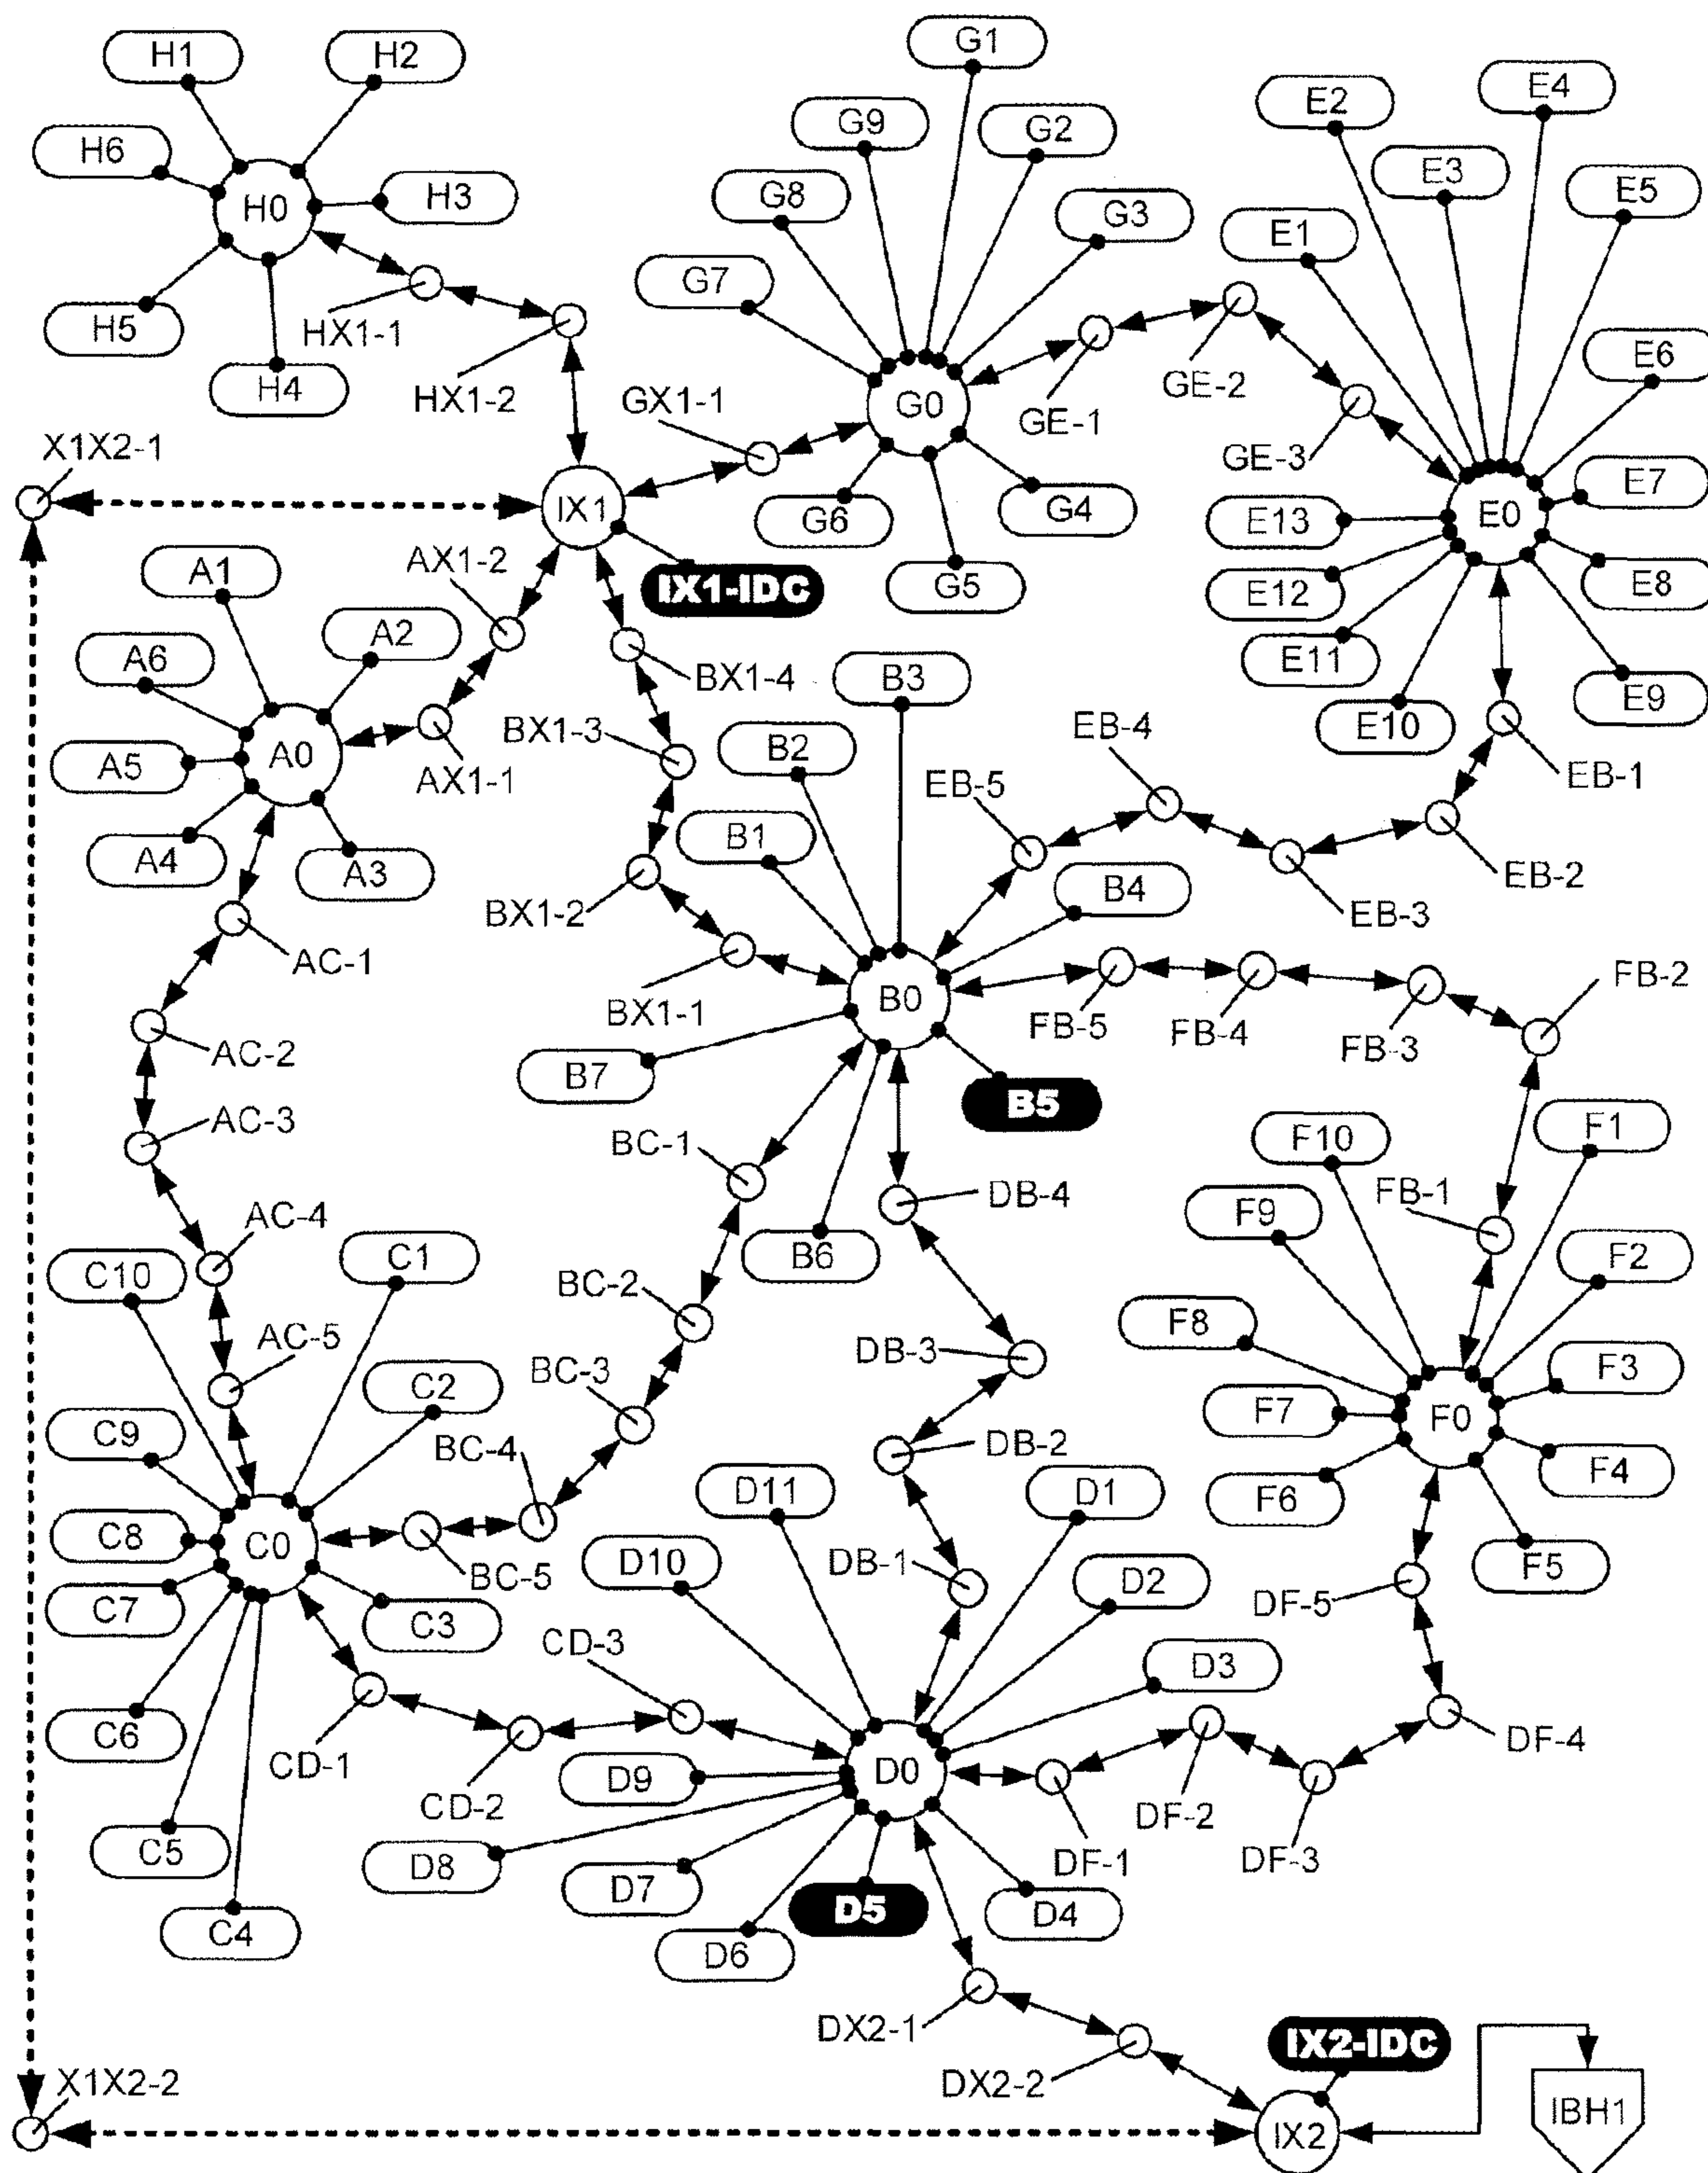 H1
H2
G1
E4
E2
G9
G2
E3
H6
H0
H3
G8
G3
E5
E1
G7
H5
HX1-1
H4
HX1-2
GX1-1
G0
GE-1
GE-2
GE-3
E6
X1X2-1
IX1
G6
G4
G5
E13
E0
E7
E12
E8
E11
E9
E10
A1
AX1-2
IX1-IDC
A2
A6
BX1-4
B3
A0
BX1-3
B2
EB-4
A5
AX1-1
EB-5
EB-1
B1
A4
A3
EB-2
BX1-2
B4
EB-3
AC-1
BX1-1
B0
FB-5
FB-4
FB-3
FB-2
AC-2
B7
B5
AC-3
BC-1
F10
F1
DB-4
FB-1
AC-4
F9
C10
C1
BC-2
B6
F2
F8
AC-5
BC-3
DB-3
F3
C2
F7
F0
C9
BC-4
DB-2
F4
F6
D11
D1
C8
C0
BC-5
D10
DB-1
F5
D2
C7
C3
CD-3
DF-5
D3
C6
CD-1
D9
D0
DF-4
CD-2
DF-2
C5
D8
D7
DF-1
DF-3
D5
D4
C4
D6
DX2-1
IX2-IDC
X1X2-2
DX2-2
IX2
IBH1